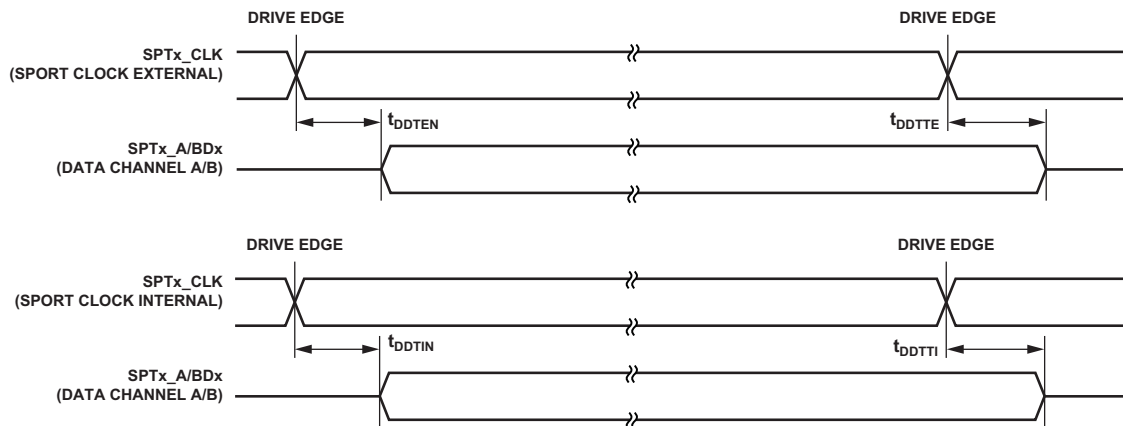 DRIVE EDGE DRIVE EDGE
SPTx_CLK
(SPORT CLOCK EXTERNAL)
tDDTEN tDDTTE
SPTx_A/BDx
(DATA CHANNEL A/B)
DRIVE EDGE DRIVE EDGE
SPTx_CLK
(SPORT CLOCK INTERNAL)
tDDTIN tDDTTI
SPTx_A/BDx
(DATA CHANNEL A/B)